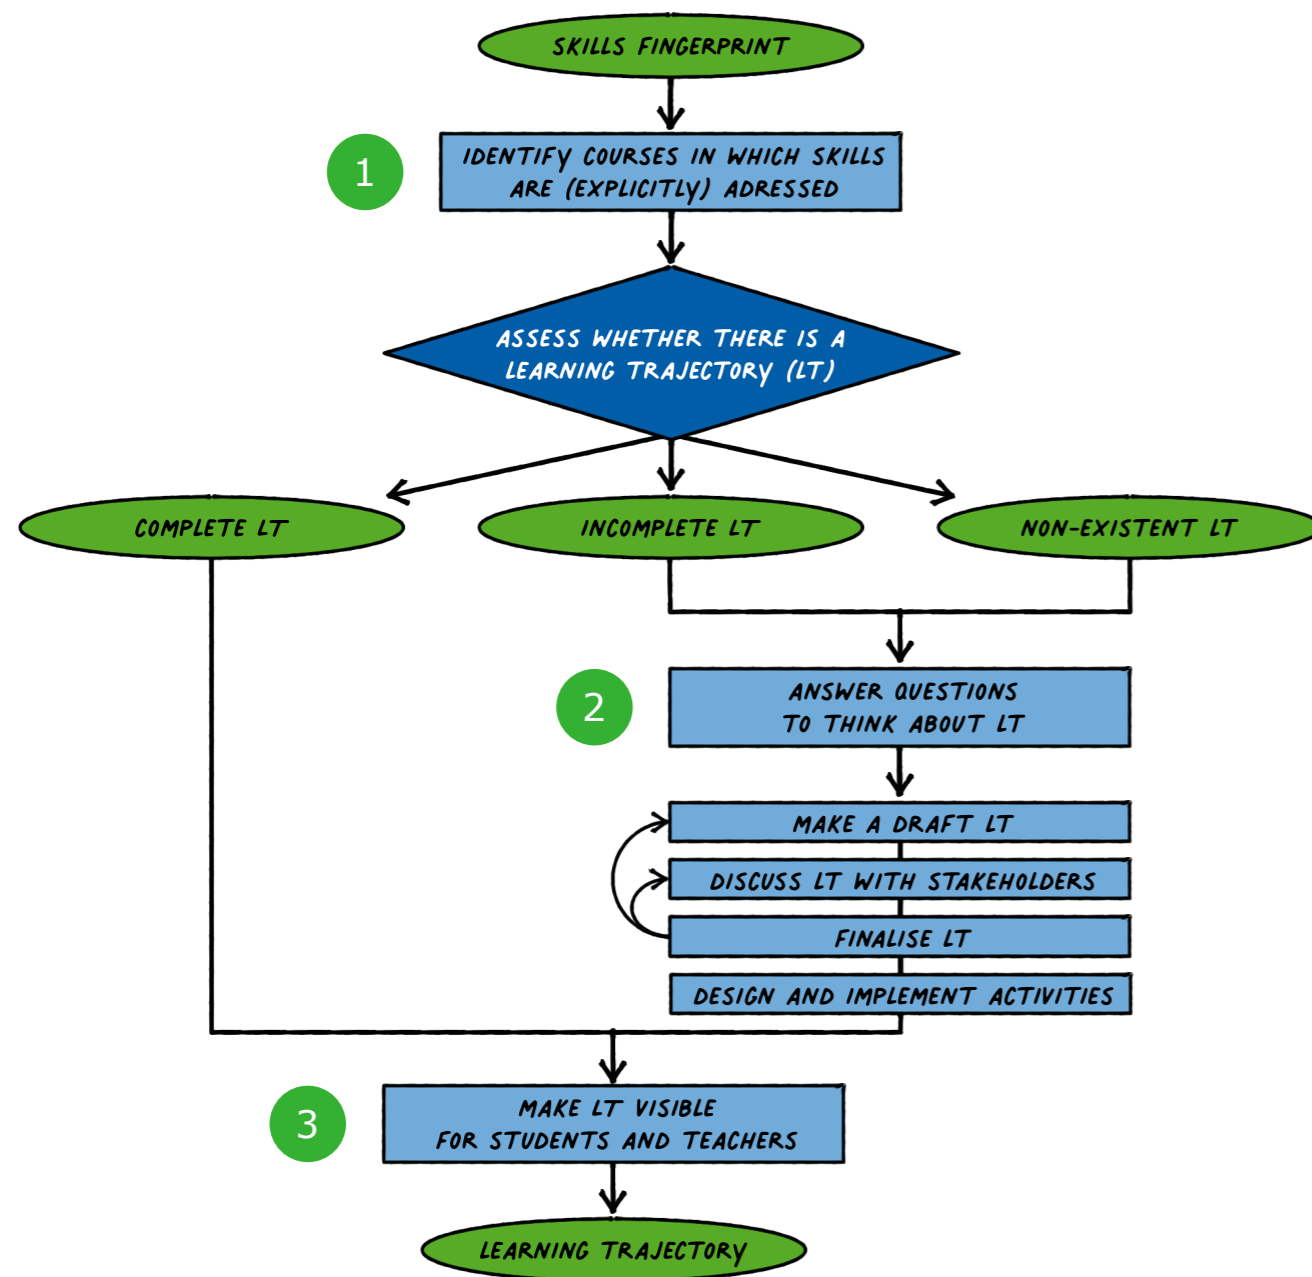 SKILLS FINGERPRINT
1
IDENTIFY COURSES IN WHICH SKILLS
ARE (EXPLICITLY) ADRESSED
ASSESS WHETHER THERE IS A
LEARNING TRAJECTORY (LT)
COMPLETE LT
INCOMPLETE LT
NON-EXISTENT LT
2
ANSWER QUESTIONS
TO THINK ABOUT LT
MAKE A DRAFT LT
DISCUSS LT WITH STAKEHOLDERS
FINALISE LT
DESIGN AND IMPLEMENT ACTIVITIES
3
MAKE LT VISIBLE
FOR STUDENTS AND TEACHERS
LEARNING TRAJECTORY